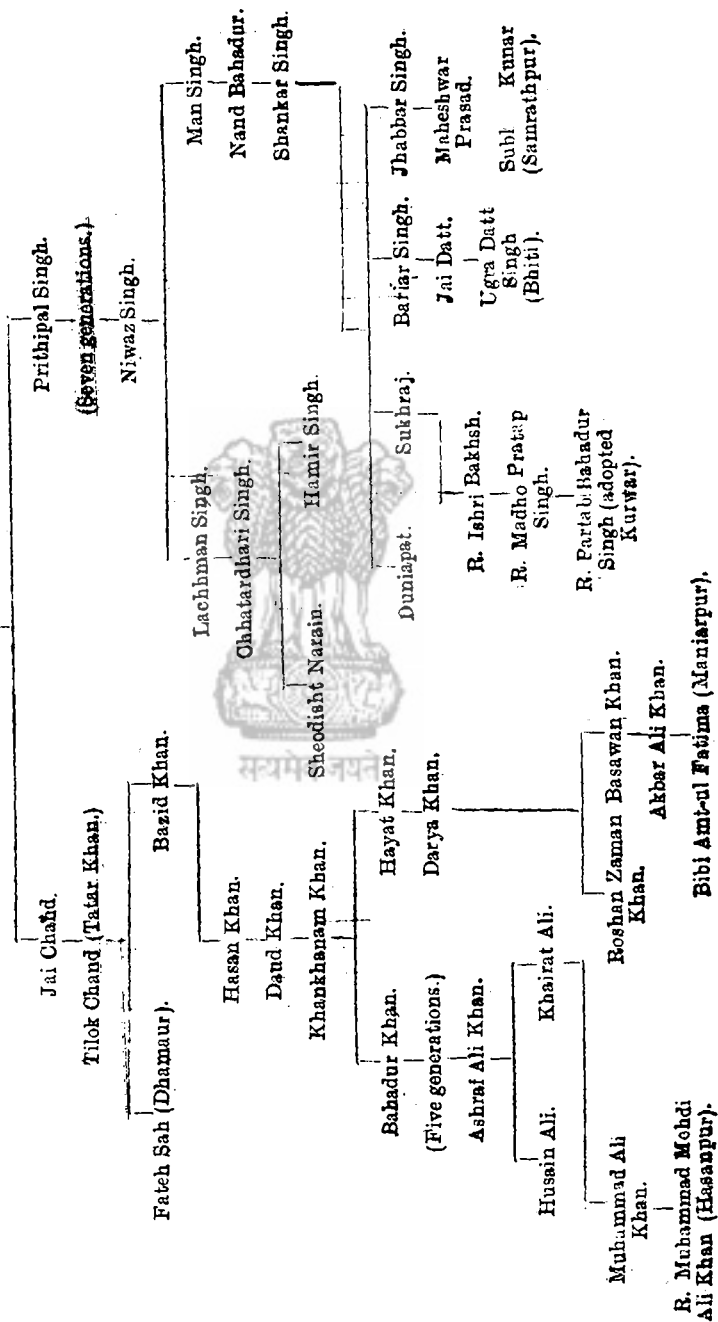 Jai Chand.
Tilok Chand (Tatar Khan.)
Fateh Sah (Dhamaur).
Bazid Khan.
Hasan Khan.
Daud Khan.
Khankhanam Khan.
Bahadur Khan.
(Five generations.)
Ashraf Ali Khan.
Husain Ali.
Khairat Ali.
Muhammad Ali
Khan.
R. Muhammad Mohdi
Ali Khan (Hasanpur).
Hayat Khan.
Darya Khan.
Roshan Zaman
Khan.
Basawan Khan.
Akbar Ali Khan.
Bibi Amt-ul Fatima (Maniarpur).
Prithipal Singh.
(Seven generations.)
Niwaz Singh.
Lachhman Singh.
Chhatardhari Singh.
Sheodisht Narain.
Hamir Singh.
Man Singh.
Nand Bahadur.
Shankar Singh.
Duniapat.
Sukhraj.
R. Ishri Bakhsh.
R. Madho Pratap
Singh.
R. Partab Bahadur
Singh (adopted
Kurwar).
Bariar Singh.
Jai Datt.
Ugra Datt
Singh
(Bhiti).
Jhabbar Singh.
Maheshwar
Prasad.
Subl Kunar
(Samrathpur).
सत्यमेव जयते